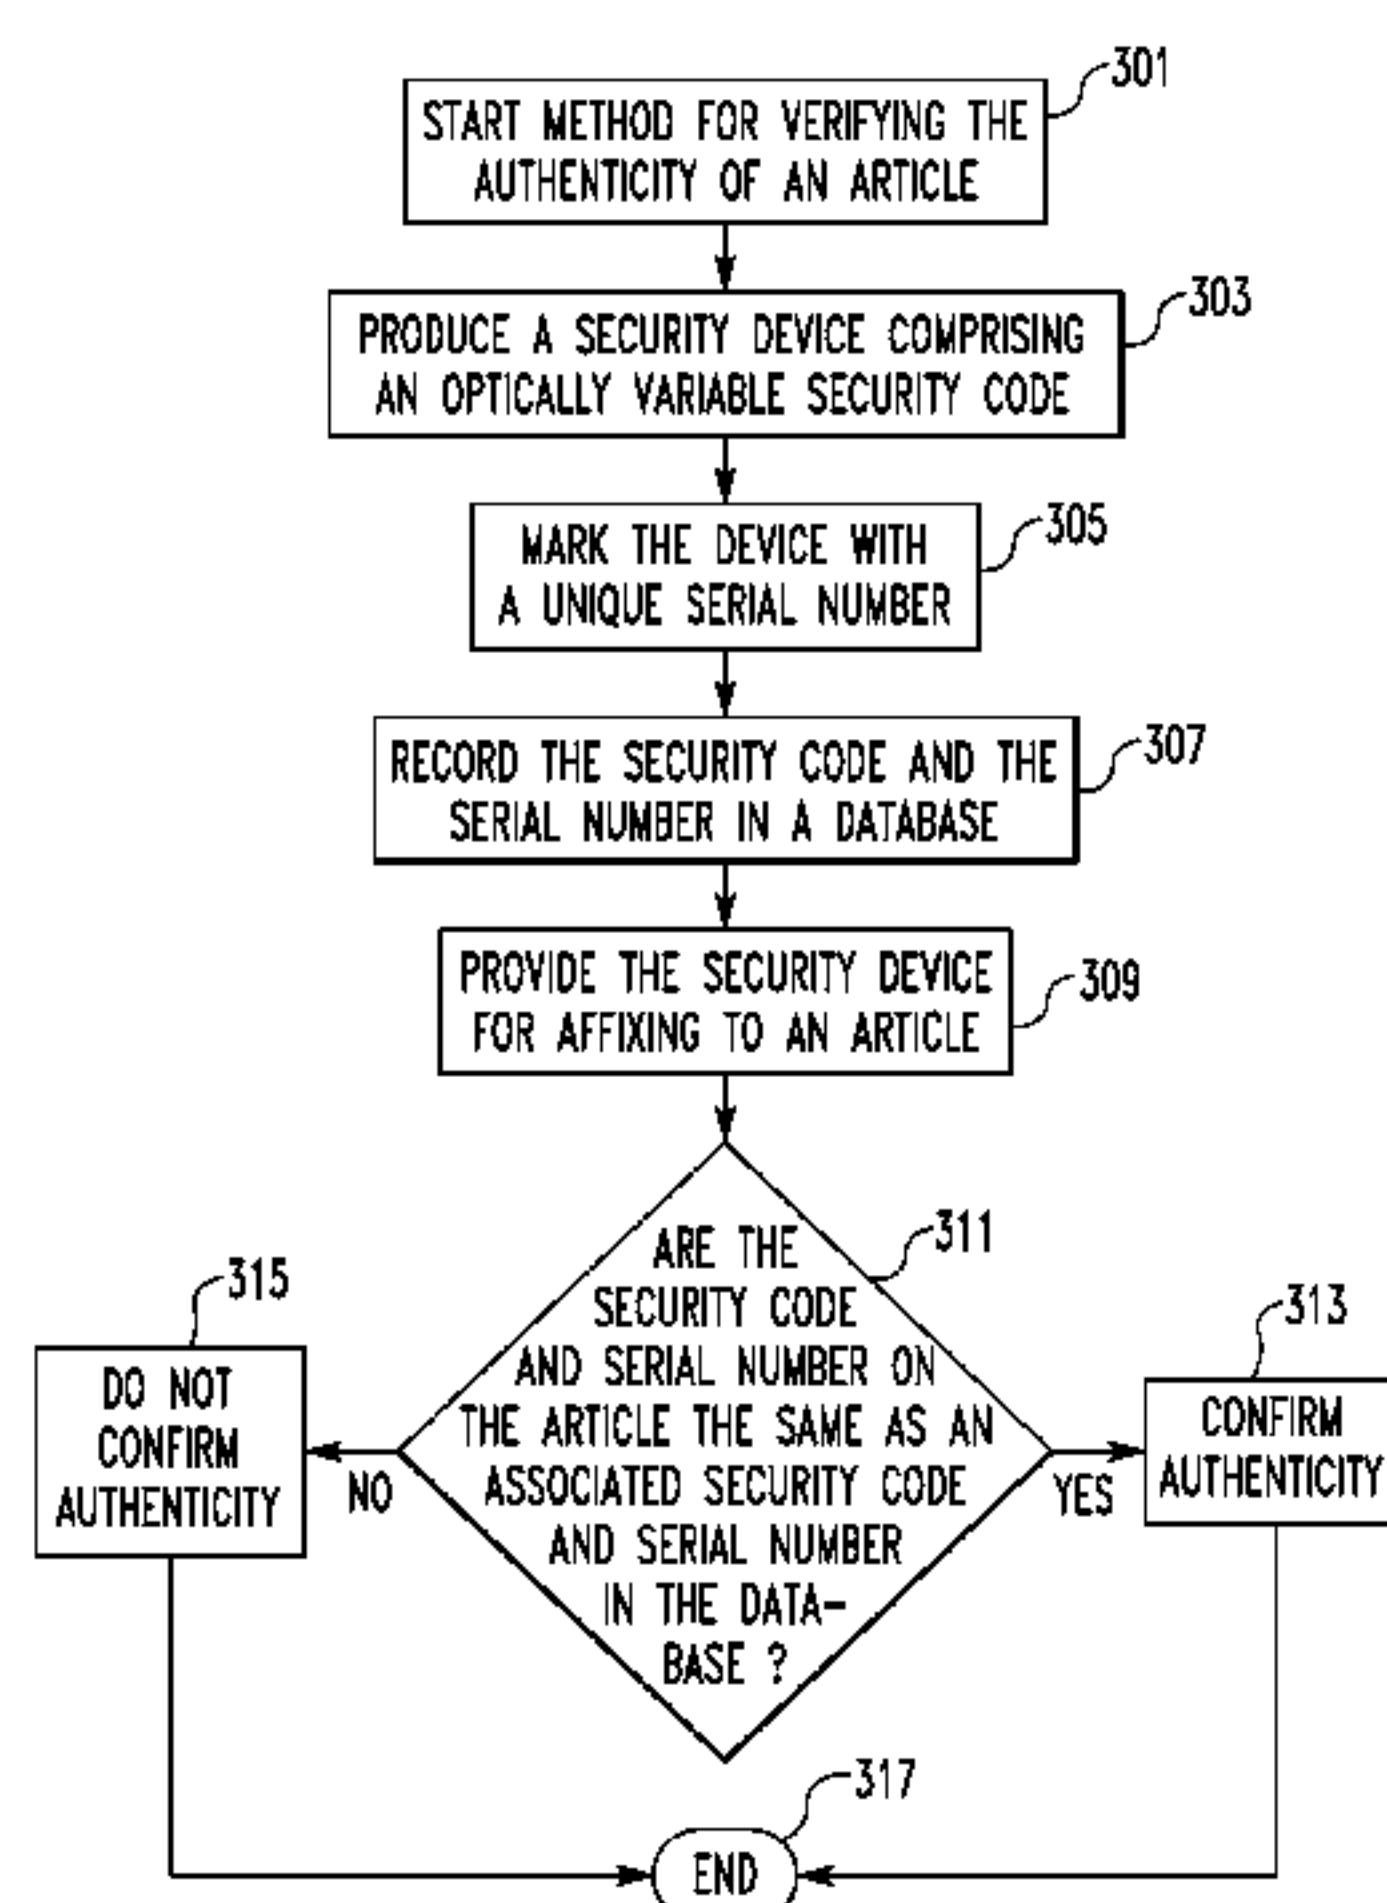 301
START METHOD FOR VERIFYING THE
AUTHENTICITY OF AN ARTICLE
303
PRODUCE A SECURITY DEVICE COMPRISING
AN OPTICALLY VARIABLE SECURITY CODE
305
MARK THE DEVICE WITH
A UNIQUE SERIAL NUMBER
307
RECORD THE SECURITY CODE AND THE
SERIAL NUMBER IN A DATABASE
309
PROVIDE THE SECURITY DEVICE
FOR AFFIXING TO AN ARTICLE
311
ARE THE
SECURITY CODE
AND SERIAL NUMBER ON
THE ARTICLE THE SAME AS AN
ASSOCIATED SECURITY CODE
AND SERIAL NUMBER
IN THE DATA-
BASE ?
315
DO NOT
CONFIRM
AUTHENTICITY
NO
YES
313
CONFIRM
AUTHENTICITY
317
END